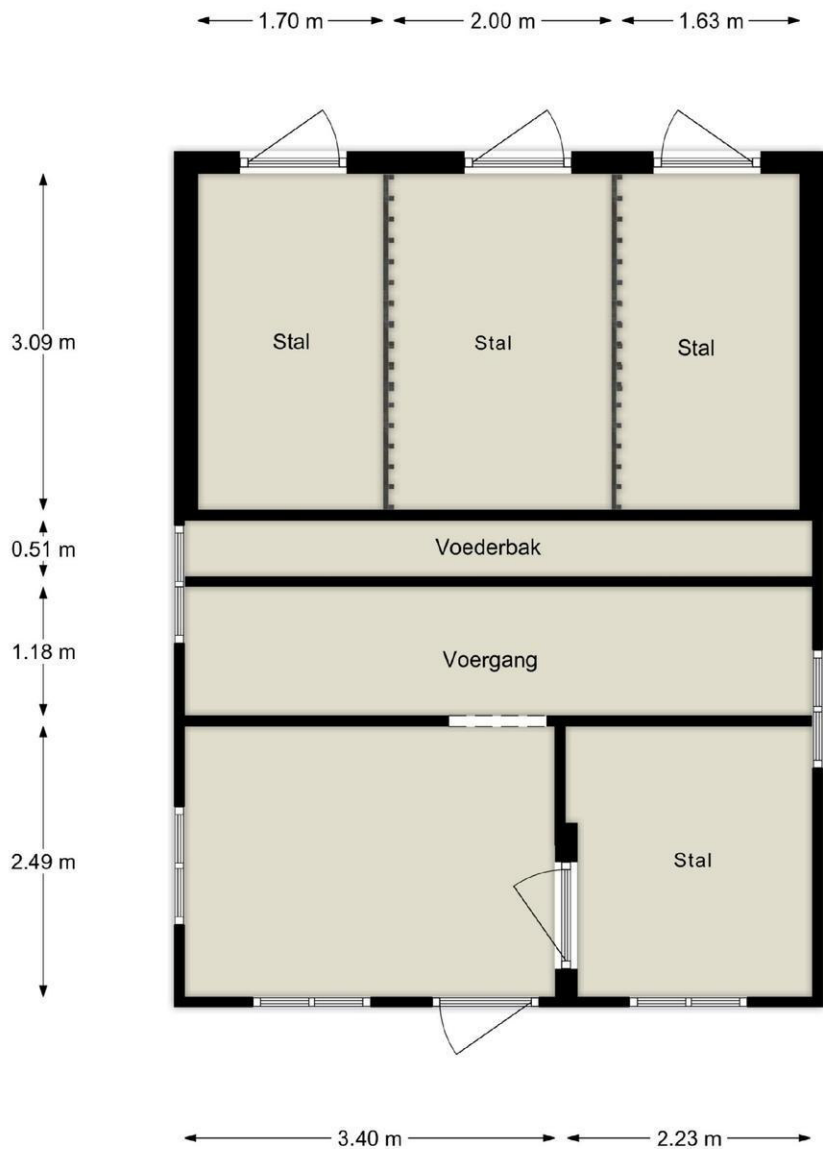 1.70 m 2.00 m 1.63 m
3.09 m
Stal Stal Stal
0.51 m
Voederbak
1.18 m
Voergang
2.49 m
Stal
3.40 m 2.23 m